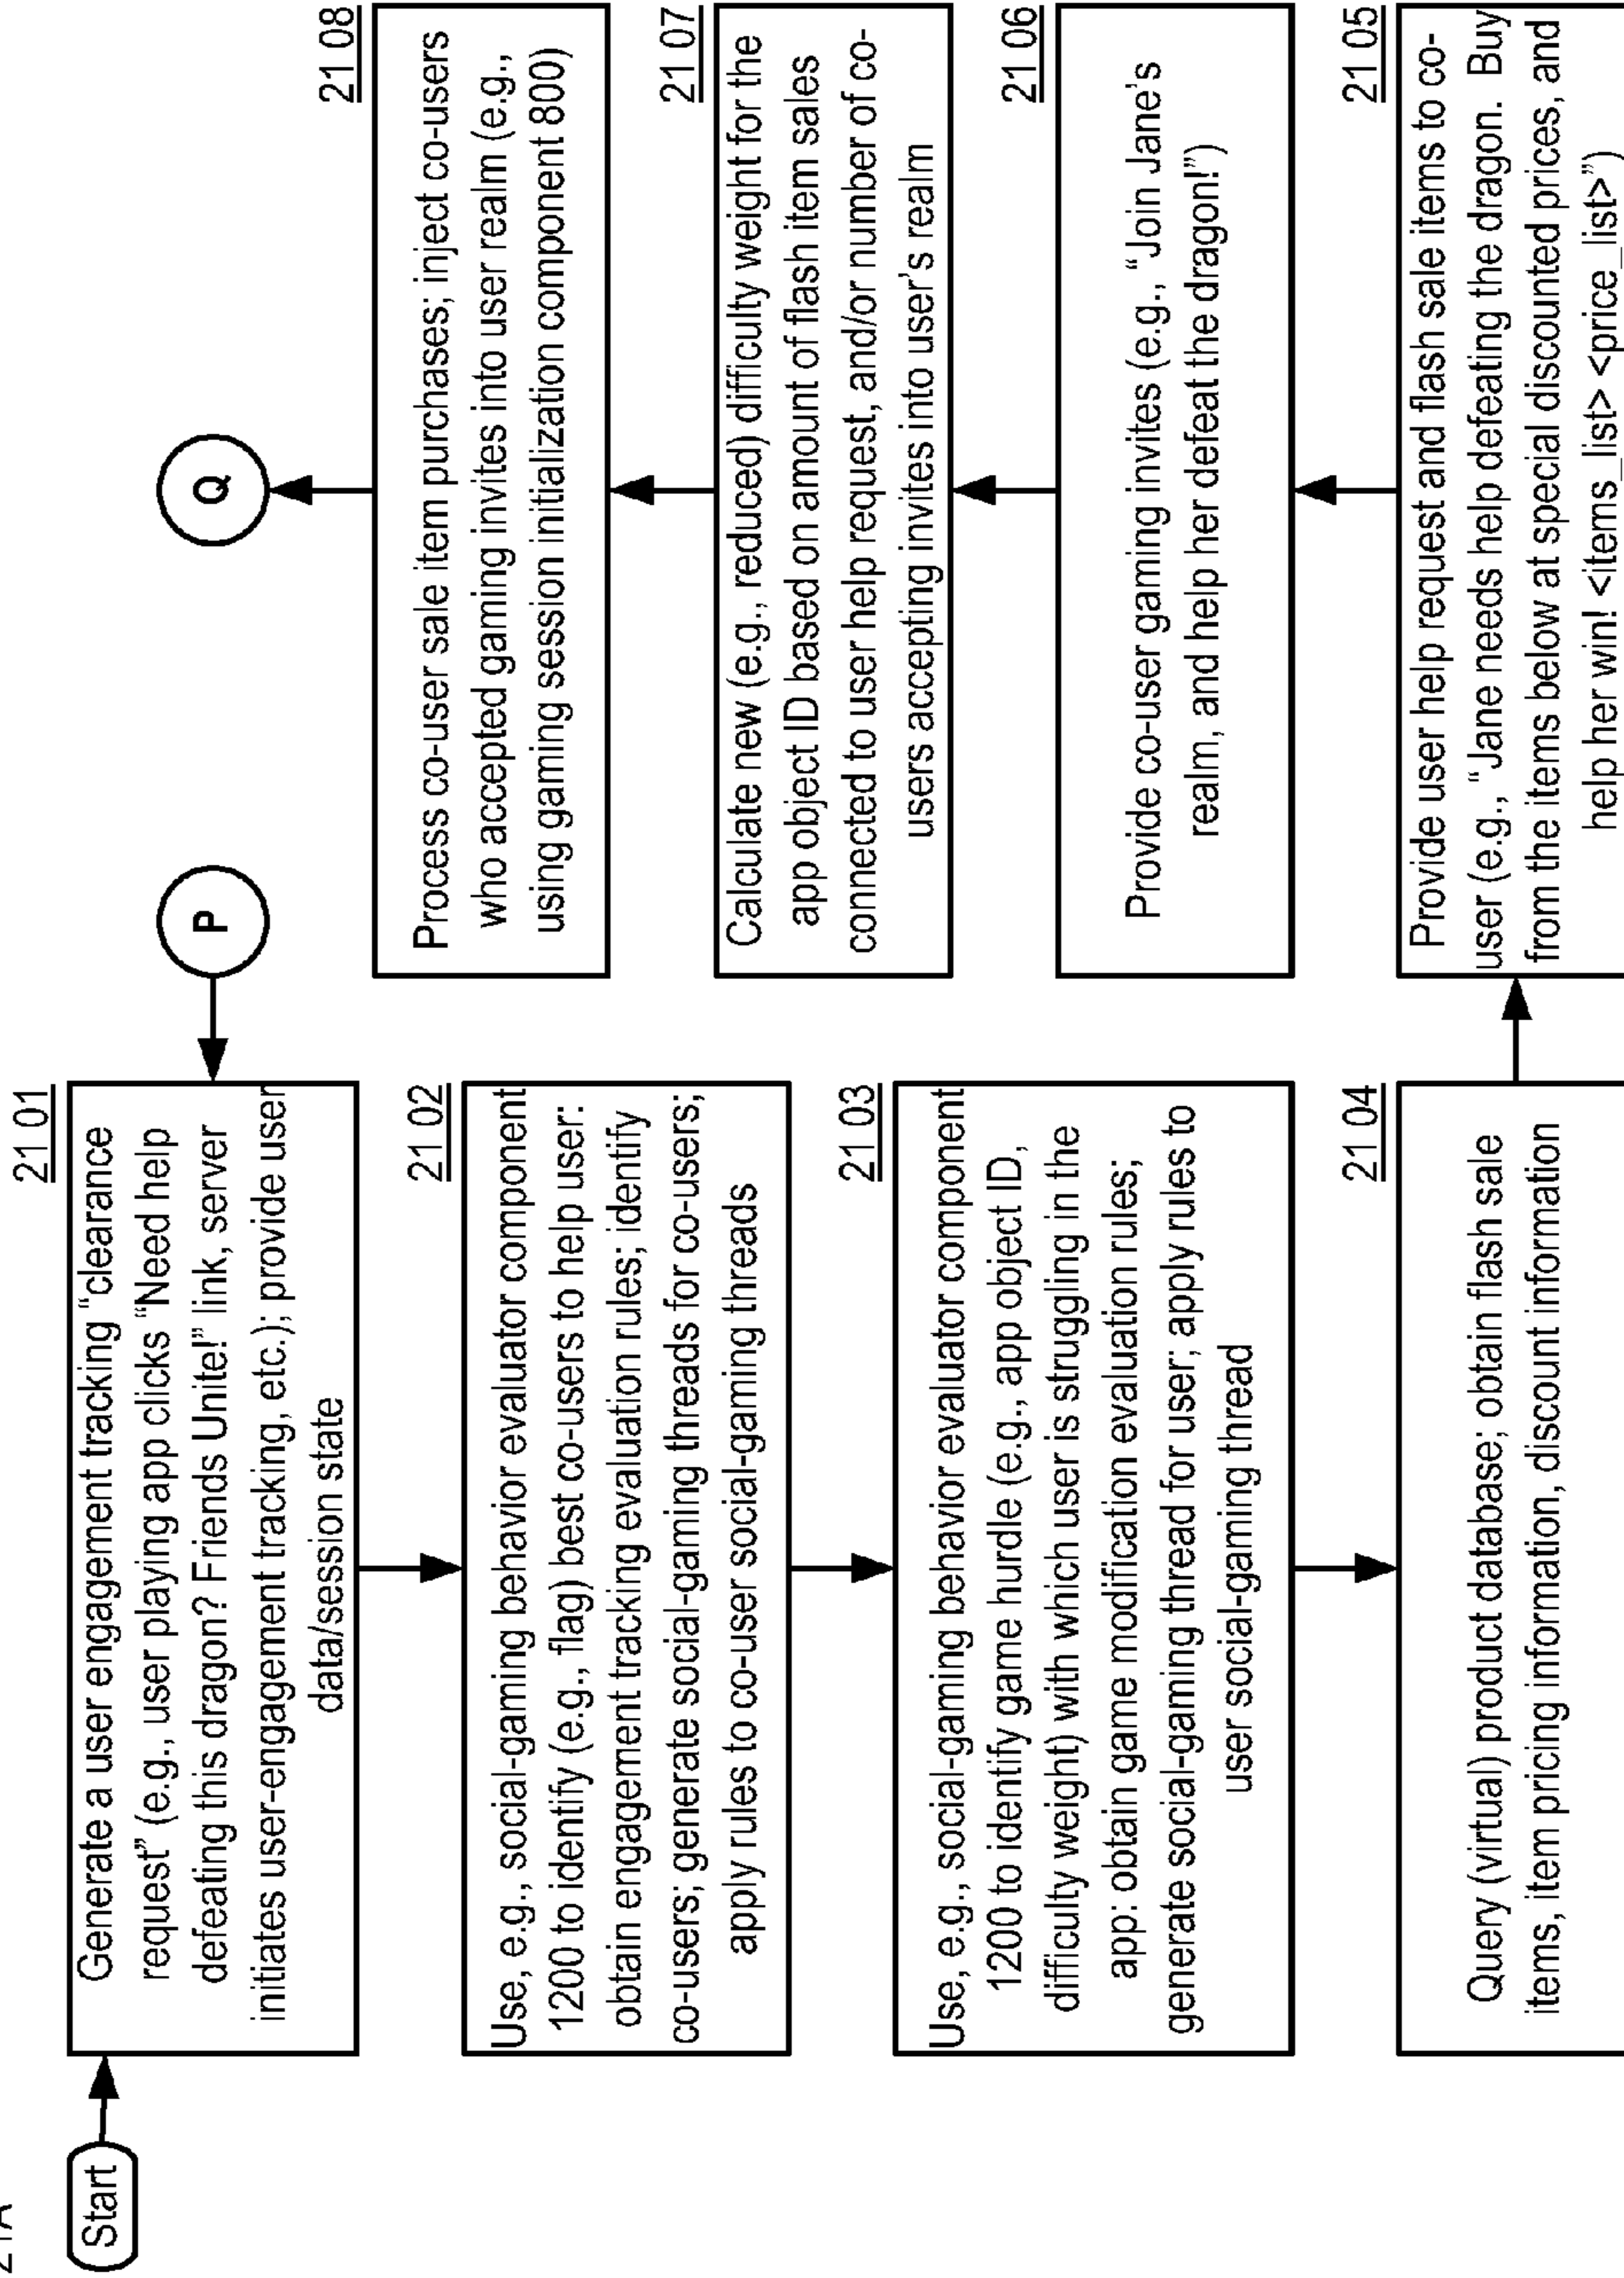 21A
Start
21 01
Generate a user engagement tracking “clearance
request” (e.g., user playing app clicks “Need help
defeating this dragon? Friends Unite!” link, server
initiates user-engagement tracking, etc.); provide user
data/session state
P
21 02
Use, e.g., social-gaming behavior evaluator component
1200 to identify (e.g., flag) best co-users to help user:
obtain engagement tracking evaluation rules; identify
co-users; generate social-gaming threads for co-users;
apply rules to co-user social-gaming threads
21 03
Use, e.g., social-gaming behavior evaluator component
1200 to identify game hurdle (e.g., app object ID,
difficulty weight) with which user is struggling in the
app: obtain game modification evaluation rules;
generate social-gaming thread for user; apply rules to
user social-gaming thread
21 04
Query (virtual) product database; obtain flash sale
items, item pricing information, discount information
21 05
Provide user help request and flash sale items to co-
user (e.g., “Jane needs help defeating the dragon.  Buy
from the items below at special discounted prices, and
help her win! <items_list> <price_list>”)
21 06
Provide co-user gaming invites (e.g., “Join Jane’s
realm, and help her defeat the dragon!”)
21 07
Calculate new (e.g., reduced) difficulty weight for the
app object ID based on amount of flash item sales
connected to user help request, and/or number of co-
users accepting invites into user’s realm
21 08
Process co-user sale item purchases; inject co-users
who accepted gaming invites into user realm (e.g.,
using gaming session initialization component 800)
Q